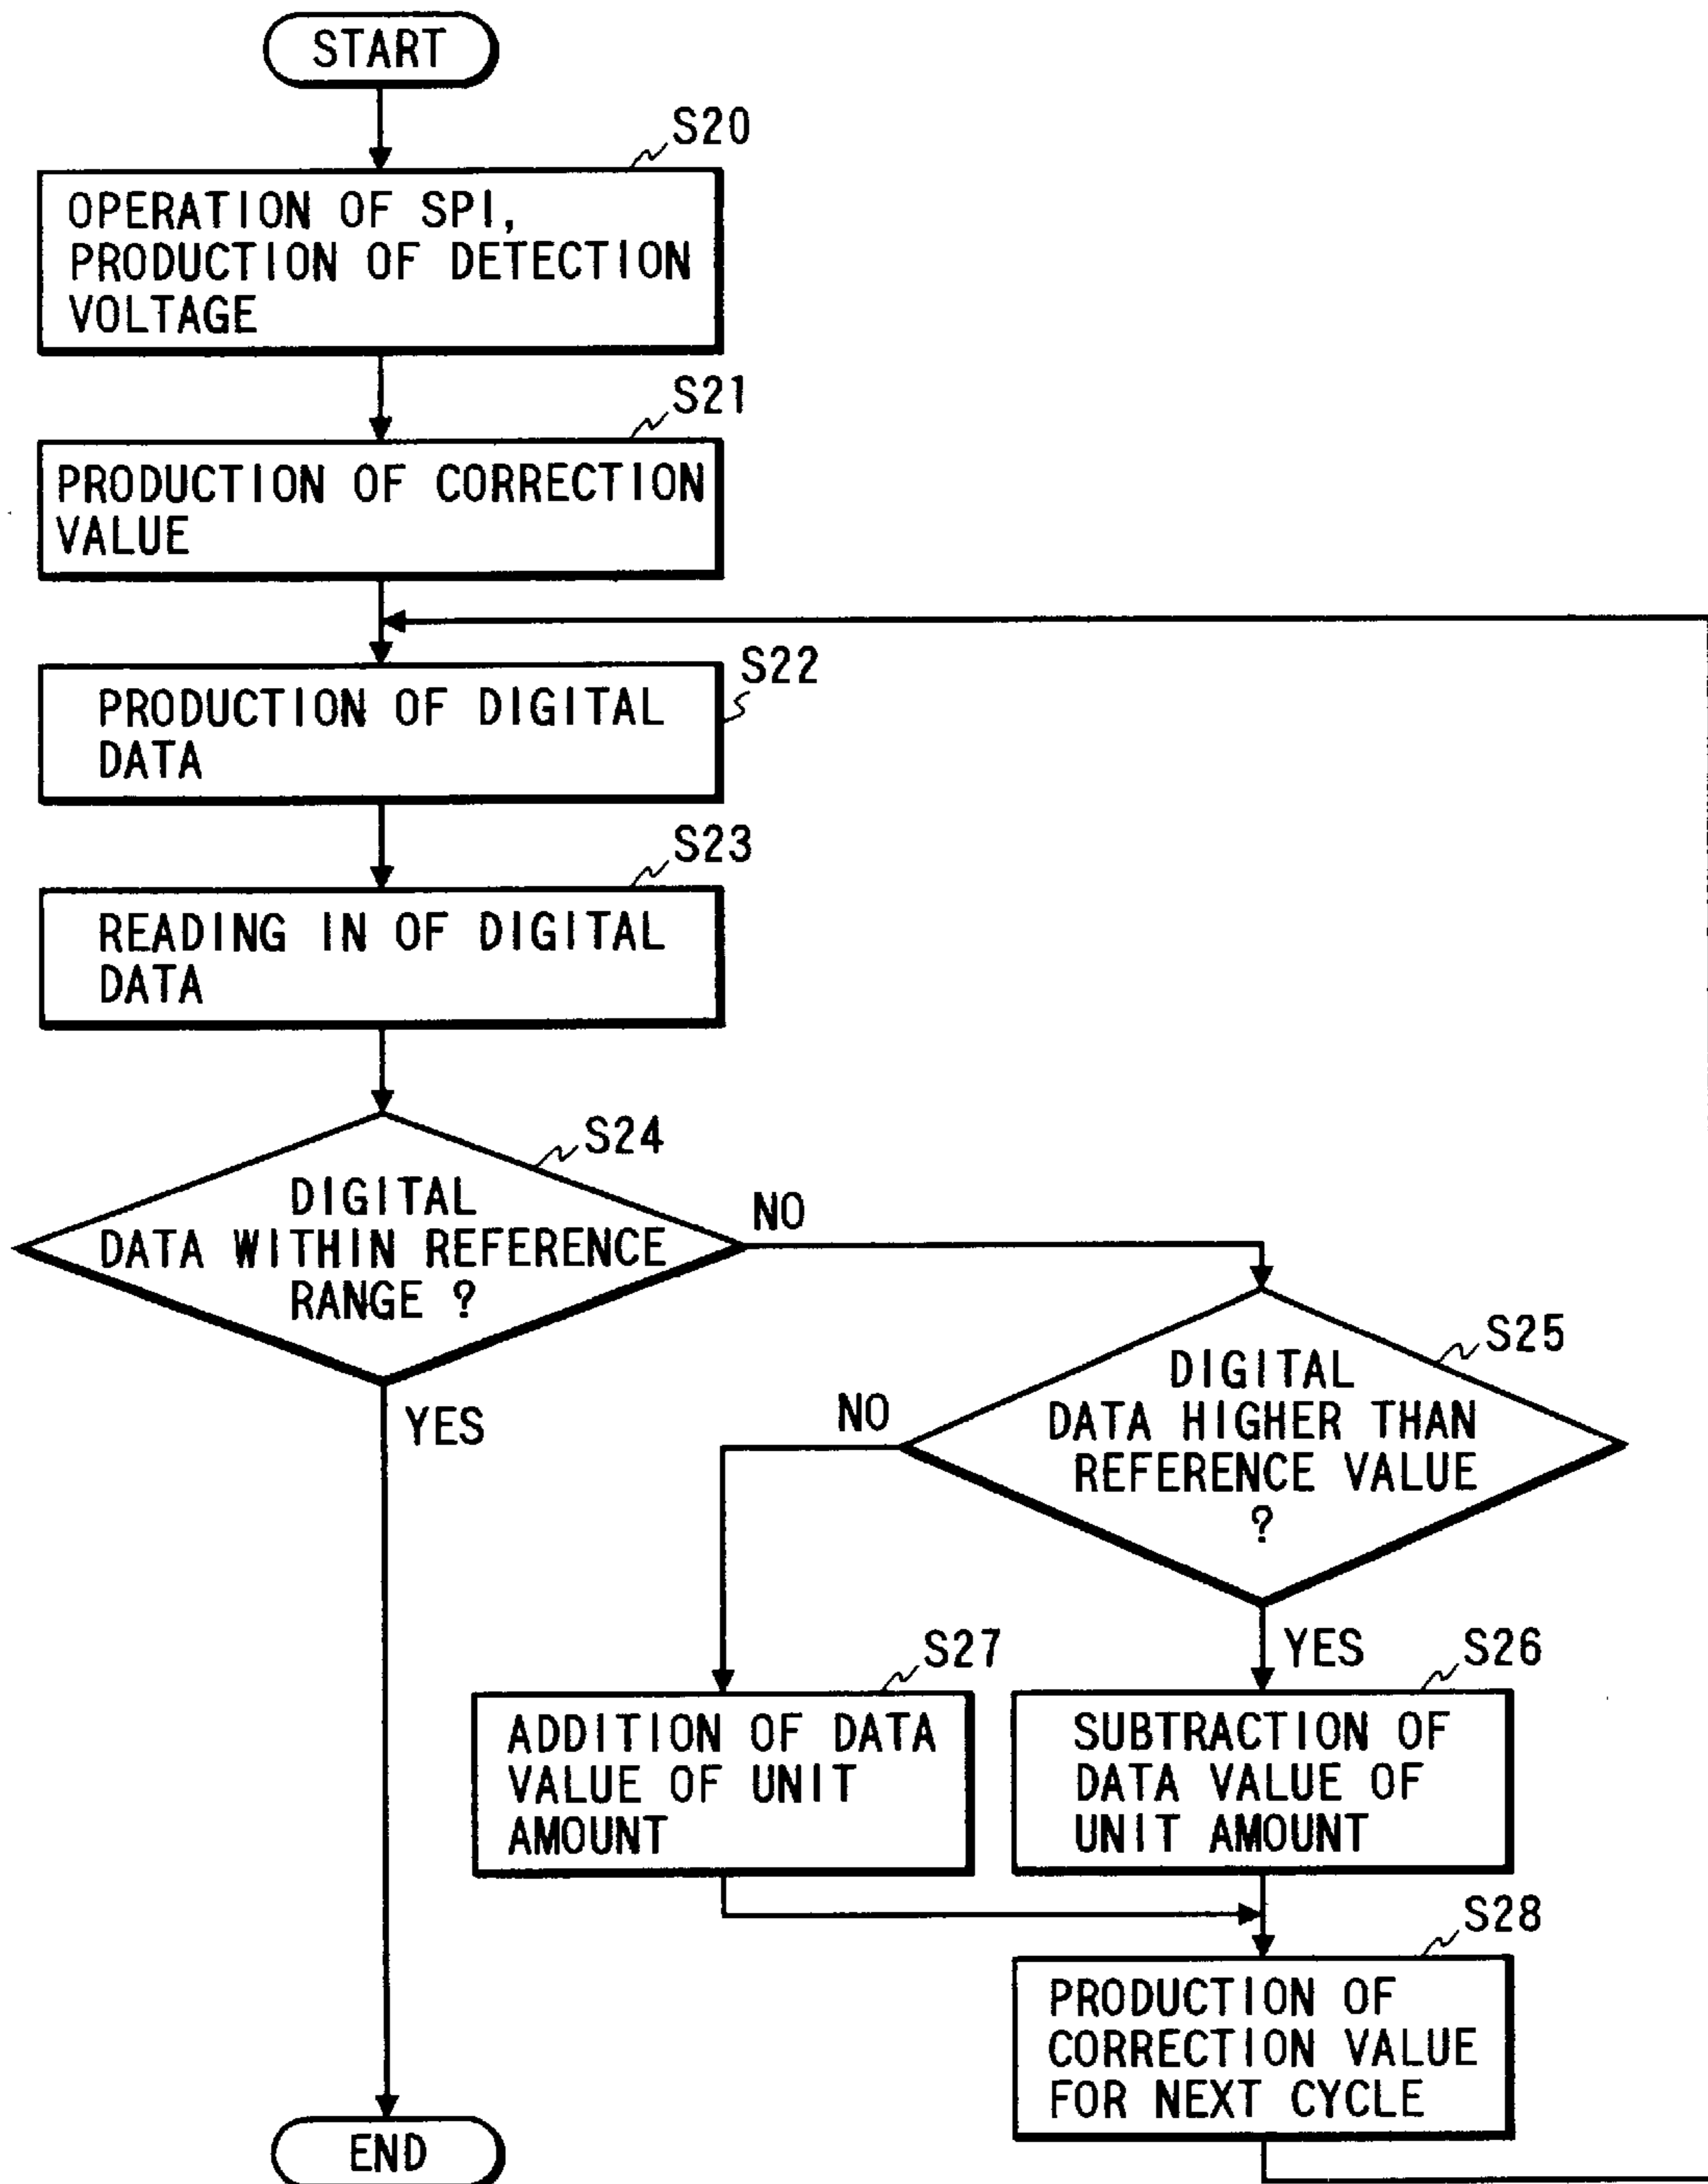 START
S20
OPERATION OF SPI,
PRODUCTION OF DETECTION
VOLTAGE
S21
PRODUCTION OF CORRECTION
VALUE
S22
PRODUCTION OF DIGITAL
DATA
S23
READING IN OF DIGITAL
DATA
S24
DIGITAL
DATA WITHIN REFERENCE
RANGE ?
NO
YES
S25
DIGITAL
DATA HIGHER THAN
REFERENCE VALUE
?
NO
YES
S27
ADDITION OF DATA
VALUE OF UNIT
AMOUNT
S26
SUBTRACTION OF
DATA VALUE OF
UNIT AMOUNT
S28
PRODUCTION OF
CORRECTION VALUE
FOR NEXT CYCLE
END